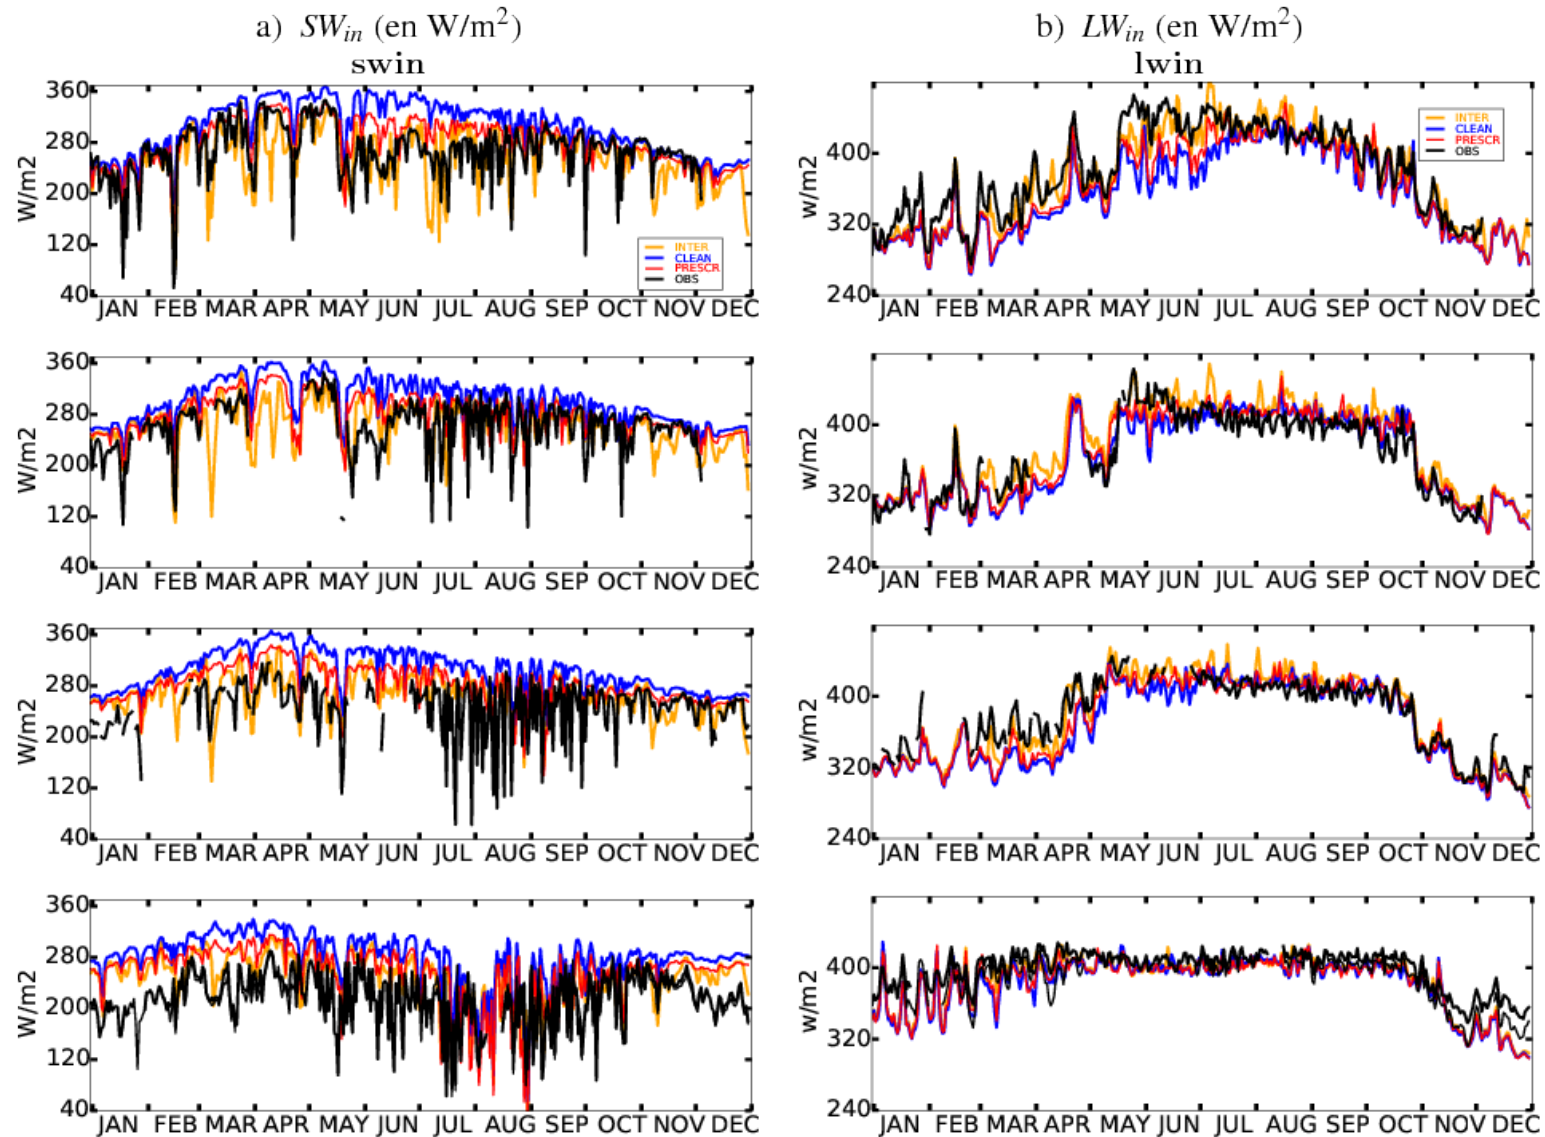 a) SW_in (en W/m²)
swin
360
280
200
120
40
W/m2
INTER
CLEAN
PRESCR
OBS
JAN FEB MAR APR MAY JUN JUL AUG SEP OCT NOV DEC
360
280
200
120
40
W/m2
JAN FEB MAR APR MAY JUN JUL AUG SEP OCT NOV DEC
360
280
200
120
40
W/m2
JAN FEB MAR APR MAY JUN JUL AUG SEP OCT NOV DEC
360
280
200
120
40
W/m2
JAN FEB MAR APR MAY JUN JUL AUG SEP OCT NOV DEC
b) LW_in (en W/m²)
lwin
400
320
240
w/m2
INTER
CLEAN
PRESCR
OBS
JAN FEB MAR APR MAY JUN JUL AUG SEP OCT NOV DEC
400
320
240
w/m2
JAN FEB MAR APR MAY JUN JUL AUG SEP OCT NOV DEC
400
320
240
w/m2
JAN FEB MAR APR MAY JUN JUL AUG SEP OCT NOV DEC
400
320
240
w/m2
JAN FEB MAR APR MAY JUN JUL AUG SEP OCT NOV DEC